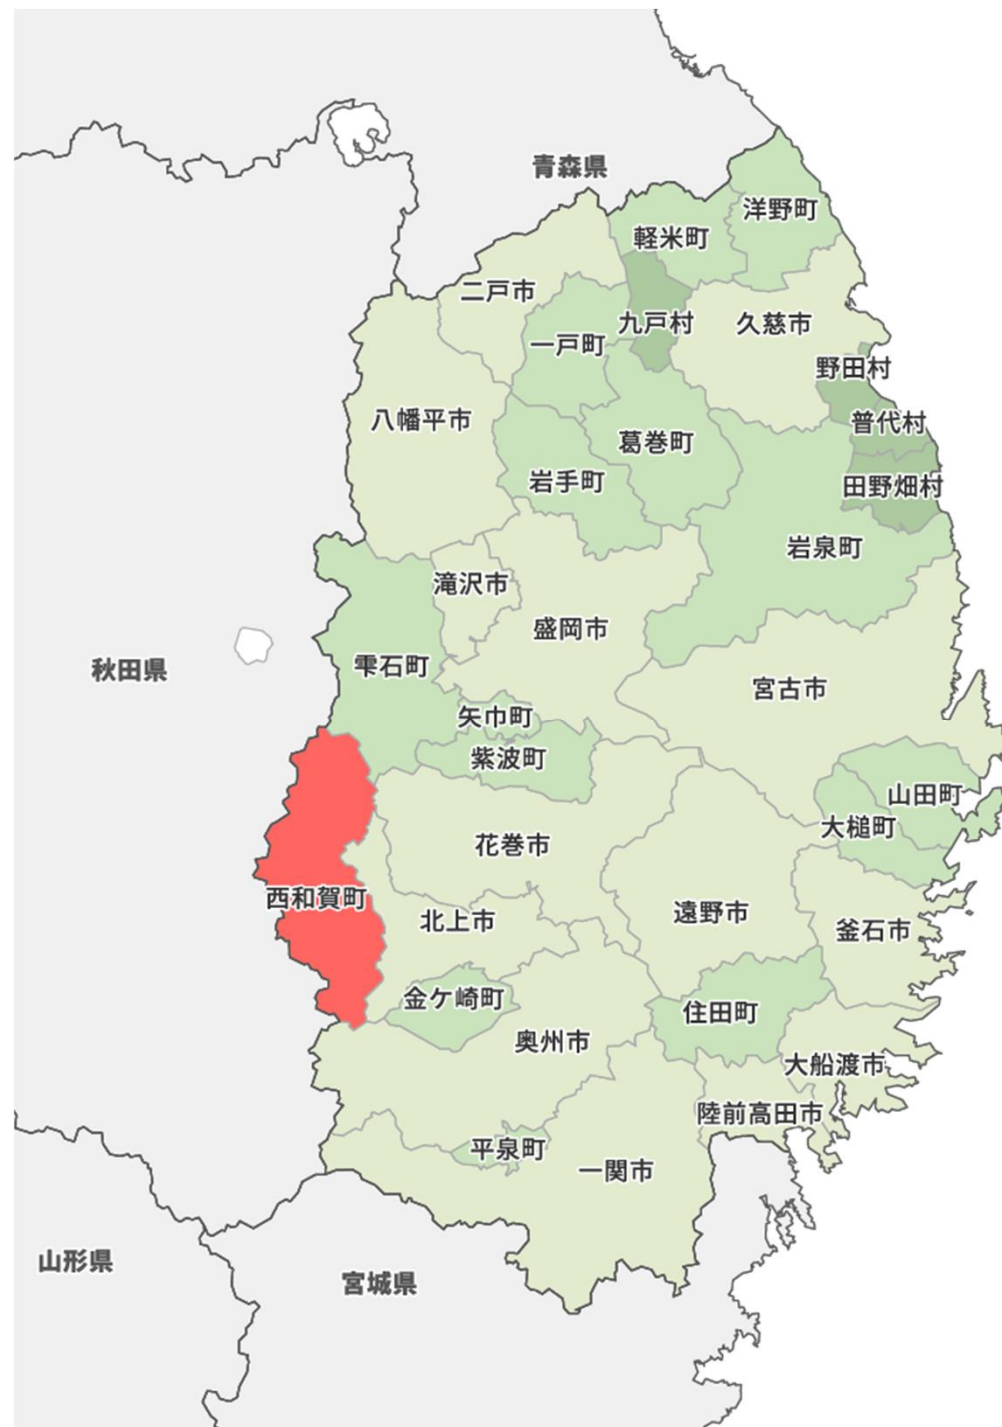 青森県
洋野町
軽米町
二戸市
九戸村
久慈市
一戸町
野田村
八幡平市
普代村
葛巻町
岩手町
田野畑村
岩泉町
滝沢市
盛岡市
秋田県
雫石町
宮古市
矢巾町
紫波町
山田町
大槌町
花巻市
西和賀町
遠野市
北上市
釜石市
金ケ崎町
住田町
奥州市
大船渡市
陸前高田市
平泉町
一関市
山形県
宮城県